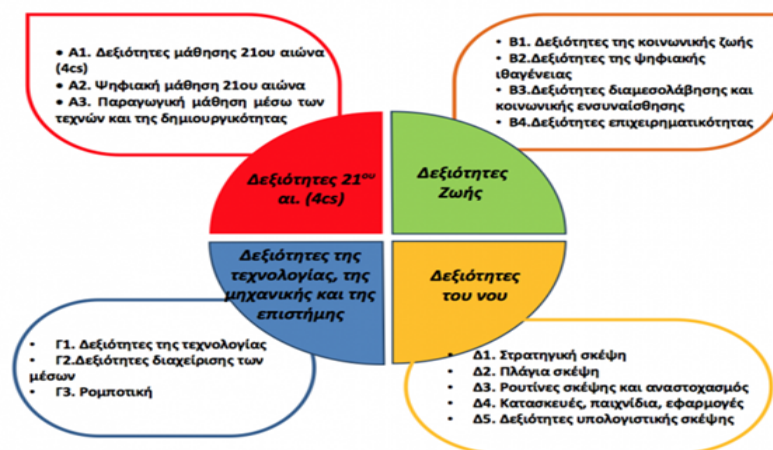 • Α1. Δεξιότητες μάθησης 21ου αιώνα
(4cs)
• Α2. Ψηφιακή μάθηση 21ου αιώνα
• Α3. Παραγωγική μάθηση μέσω των
τεχνών και της δημιουργικότητας
• Β1. Δεξιότητες της κοινωνικής ζωής
• Β2.Δεξιότητες της ψηφιακής
ιθαγένειας
• Β3.Δεξιότητες διαμεσολάβησης και
κοινωνικής ενσυναίσθησης
• Β4.Δεξιότητες επιχειρηματικότητας
Δεξιότητες 21ου
αι. (4cs)
Δεξιότητες
Ζωής
Δεξιότητες της
τεχνολογίας, της
μηχανικής και της
επιστήμης
Δεξιότητες
του νου
• Γ1. Δεξιότητες της τεχνολογίας
• Γ2.Δεξιότητες διαχείρισης των
μέσων
• Γ3. Ρομποτική
• Δ1. Στρατηγική σκέψη
• Δ2. Πλάγια σκέψη
• Δ3. Ρουτίνες σκέψης και αναστοχασμός
• Δ4. Κατασκευές, παιχνίδια, εφαρμογές
• Δ5. Δεξιότητες υπολογιστικής σκέψης